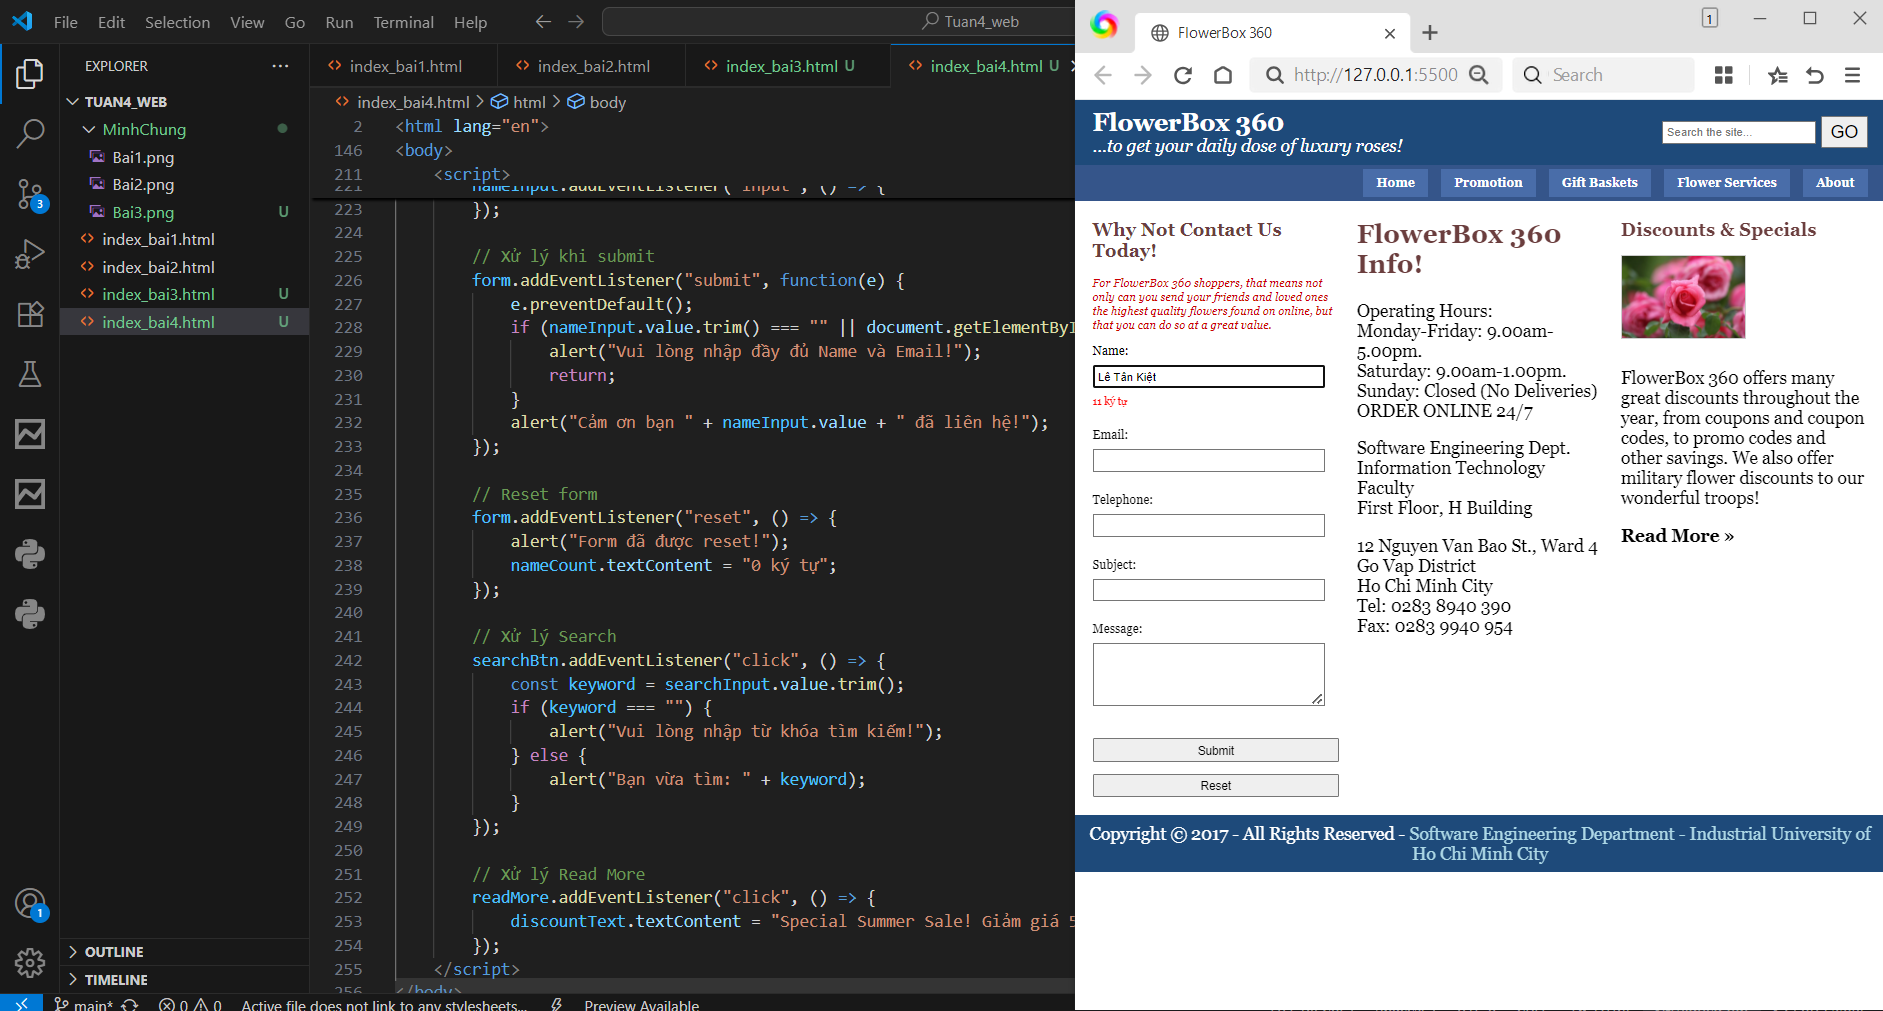 File Edit Selection View Go Run Terminal Help
Tuan4_web
EXPLORER
TUAN4_WEB
MinhChung
Bai1.png
Bai2.png
Bai3.png U
index_bai1.html
index_bai2.html
index_bai3.html U
index_bai4.html U
OUTLINE
TIMELINE
3
1
index_bai1.html
index_bai2.html
index_bai3.html U
index_bai4.html U
index_bai4.html > html > body
2 <html lang="en">
146 <body>
211 <script>
221 nameInput.addEventListener("input", () => {
223 });
224
225 // Xử lý khi submit
226 form.addEventListener("submit", function(e) {
227 e.preventDefault();
228 if (nameInput.value.trim() === "" || document.getElementById
229 alert("Vui lòng nhập đầy đủ Name và Email!");
230 return;
231 }
232 alert("Cảm ơn bạn " + nameInput.value + " đã liên hệ!");
233 });
234
235 // Reset form
236 form.addEventListener("reset", () => {
237 alert("Form đã được reset!");
238 nameCount.textContent = "0 ký tự";
239 });
240
241 // Xử lý Search
242 searchBtn.addEventListener("click", () => {
243 const keyword = searchInput.value.trim();
244 if (keyword === "") {
245 alert("Vui lòng nhập từ khóa tìm kiếm!");
246 } else {
247 alert("Bạn vừa tìm: " + keyword);
248 }
249 });
250
251 // Xử lý Read More
252 readMore.addEventListener("click", () => {
253 discountText.textContent = "Special Summer Sale! Giảm giá 5
254 });
255 </script>
256 </body>
main* 0 0 Active file does not link to any stylesheets... Preview Available
FlowerBox 360
1
http://127.0.0.1:5500
Search
FlowerBox 360
...to get your daily dose of luxury roses!
Search the site...
GO
Home Promotion Gift Baskets Flower Services About
Why Not Contact Us
Today!
For FlowerBox 360 shoppers, that means not
only can you send your friends and loved ones
the highest quality flowers found on online, but
that you can do so at a great value.
Name:
Lê Tấn Kiệt
11 ký tự
Email:
Telephone:
Subject:
Message:
Submit
Reset
FlowerBox 360
Info!
Operating Hours:
Monday-Friday: 9.00am-
5.00pm.
Saturday: 9.00am-1.00pm.
Sunday: Closed (No Deliveries)
ORDER ONLINE 24/7
Software Engineering Dept.
Information Technology
Faculty
First Floor, H Building
12 Nguyen Van Bao St., Ward 4
Go Vap District
Ho Chi Minh City
Tel: 0283 8940 390
Fax: 0283 9940 954
Discounts & Specials
FlowerBox 360 offers many
great discounts throughout the
year, from coupons and coupon
codes, to promo codes and
other savings. We also offer
military flower discounts to our
wonderful troops!
Read More »
Copyright © 2017 - All Rights Reserved - Software Engineering Department - Industrial University of
Ho Chi Minh City